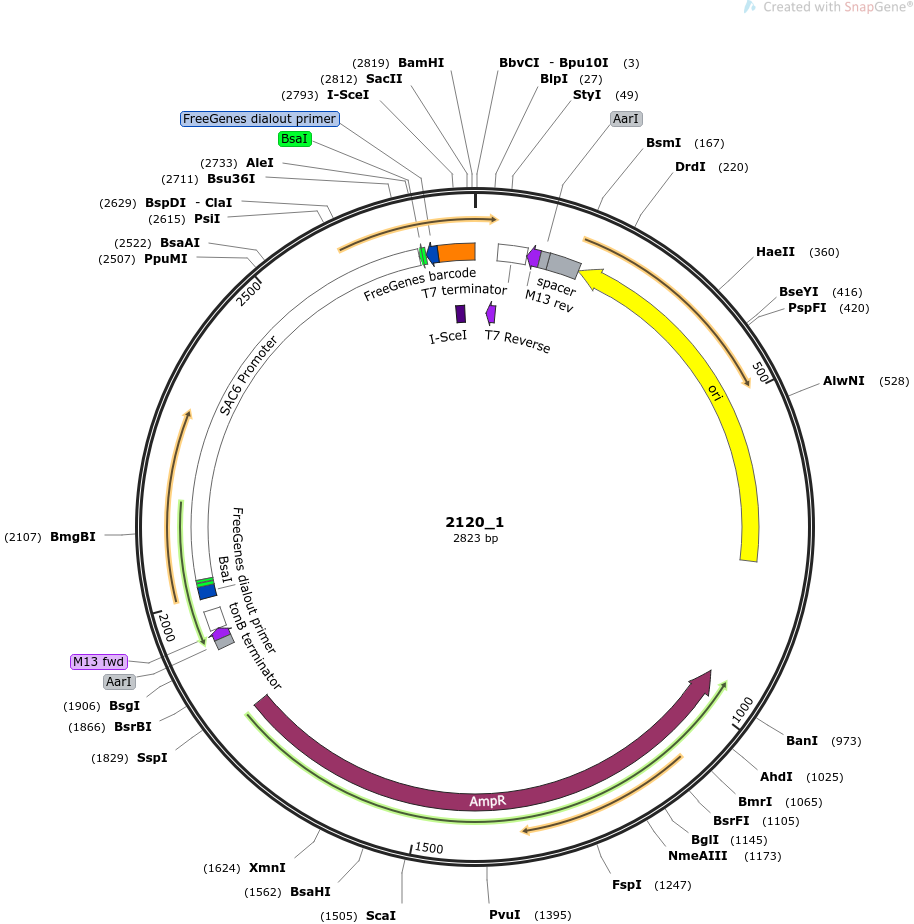 Created with SnapGene®
(2819) BamHI
(2812) SacII
(2793) I-SceI
FreeGenes dialout primer
BsaI
(2733) AleI
(2711) Bsu36I
(2629) BspDI - ClaI
(2615) PsiI
(2522) BsaAI
(2507) PpuMI
BbvCI - Bpu10I (3)
BlpI (27)
StyI (49)
AarI
BsmI (167)
DrdI (220)
HaeII (360)
BseYI (416)
PspFI (420)
AlwNI (528)
2500
500
FreeGenes barcode
T7 terminator
spacer
M13 rev
I-SceI
T7 Reverse
SAC6 Promoter
ori
2120_1
2823 bp
(2107) BmgBI
FreeGenes dialout primer
BsaI
tonB terminator
2000
M13 fwd
AarI
(1906) BsgI
(1866) BsrBI
(1829) SspI
AmpR
1000
BanI (973)
AhdI (1025)
BmrI (1065)
BsrFI (1105)
BglI (1145)
NmeAIII (1173)
FspI (1247)
1500
(1624) XmnI
(1562) BsaHI
(1505) ScaI
PvuI (1395)